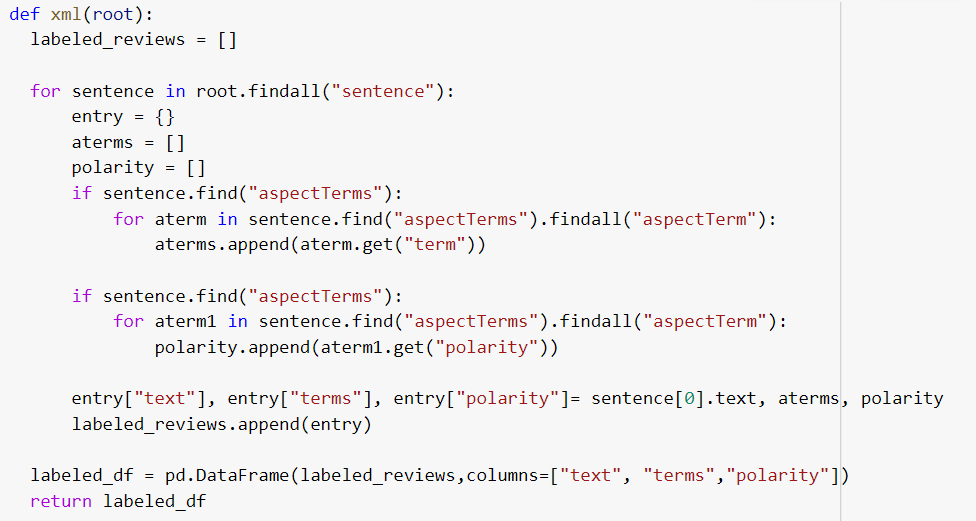 def xml(root):
  labeled_reviews = []

  for sentence in root.findall("sentence"):
      entry = {}
      aterms = []
      polarity = []
      if sentence.find("aspectTerms"):
          for aterm in sentence.find("aspectTerms").findall("aspectTerm"):
              aterms.append(aterm.get("term"))

      if sentence.find("aspectTerms"):
          for aterm1 in sentence.find("aspectTerms").findall("aspectTerm"):
              polarity.append(aterm1.get("polarity"))

      entry["text"], entry["terms"], entry["polarity"]= sentence[0].text, aterms, polarity
      labeled_reviews.append(entry)

  labeled_df = pd.DataFrame(labeled_reviews,columns=["text", "terms","polarity"])
  return labeled_df